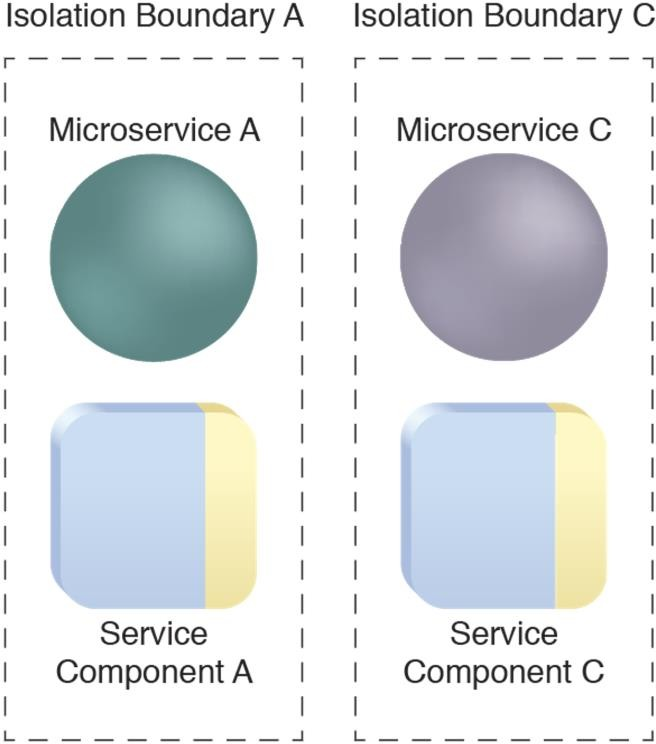 Isolation Boundary A
Microservice A
Service
Component A
Isolation Boundary C
Microservice C
Service
Component C